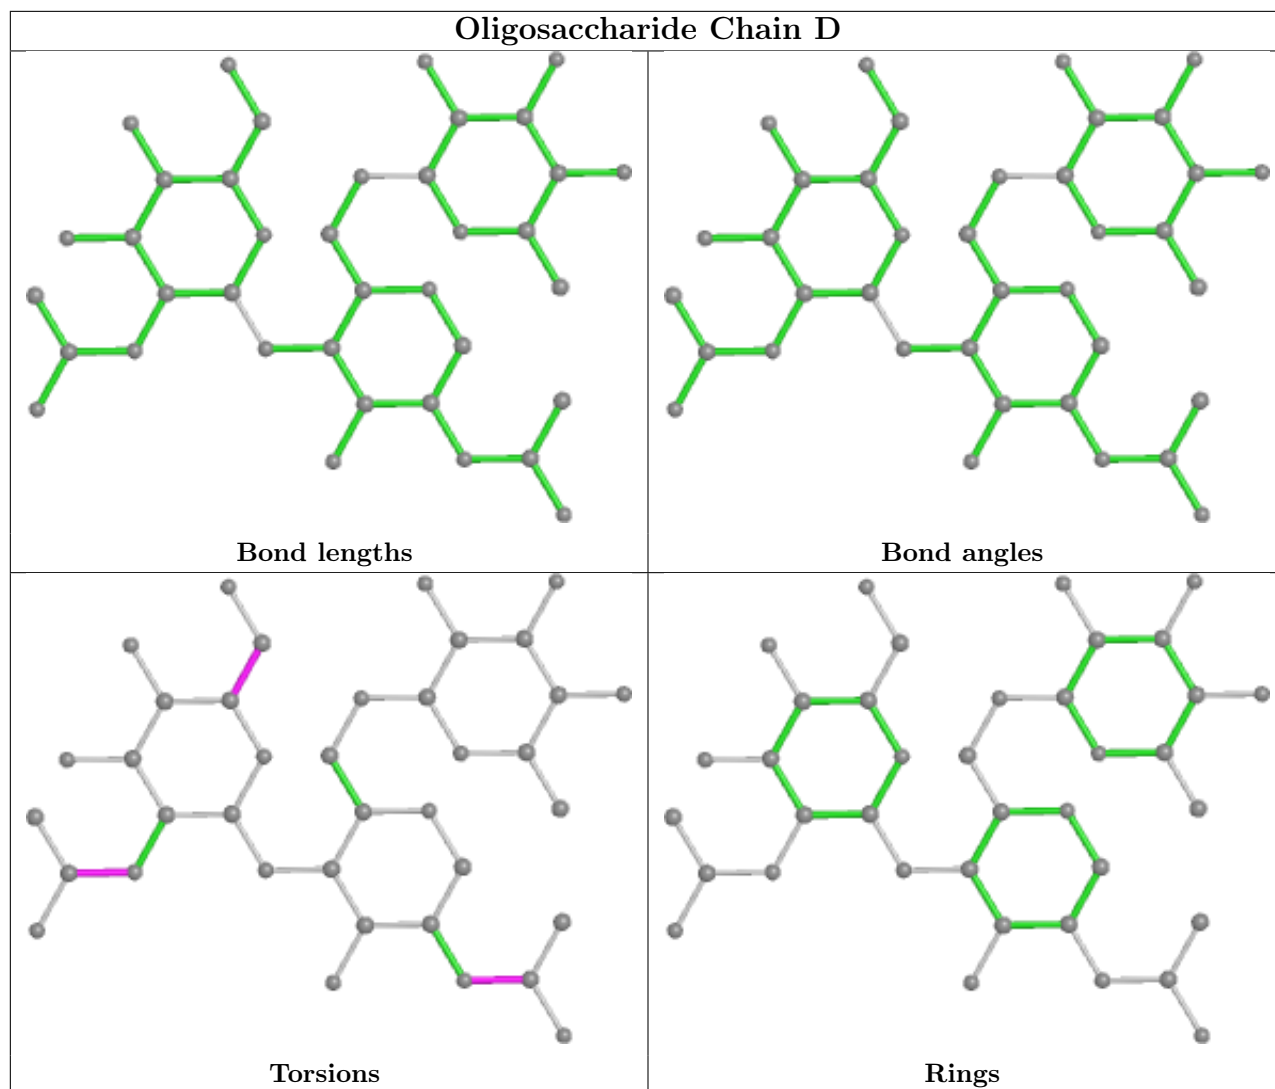 Oligosaccharide Chain D
Bond lengths
Bond angles
Torsions
Rings